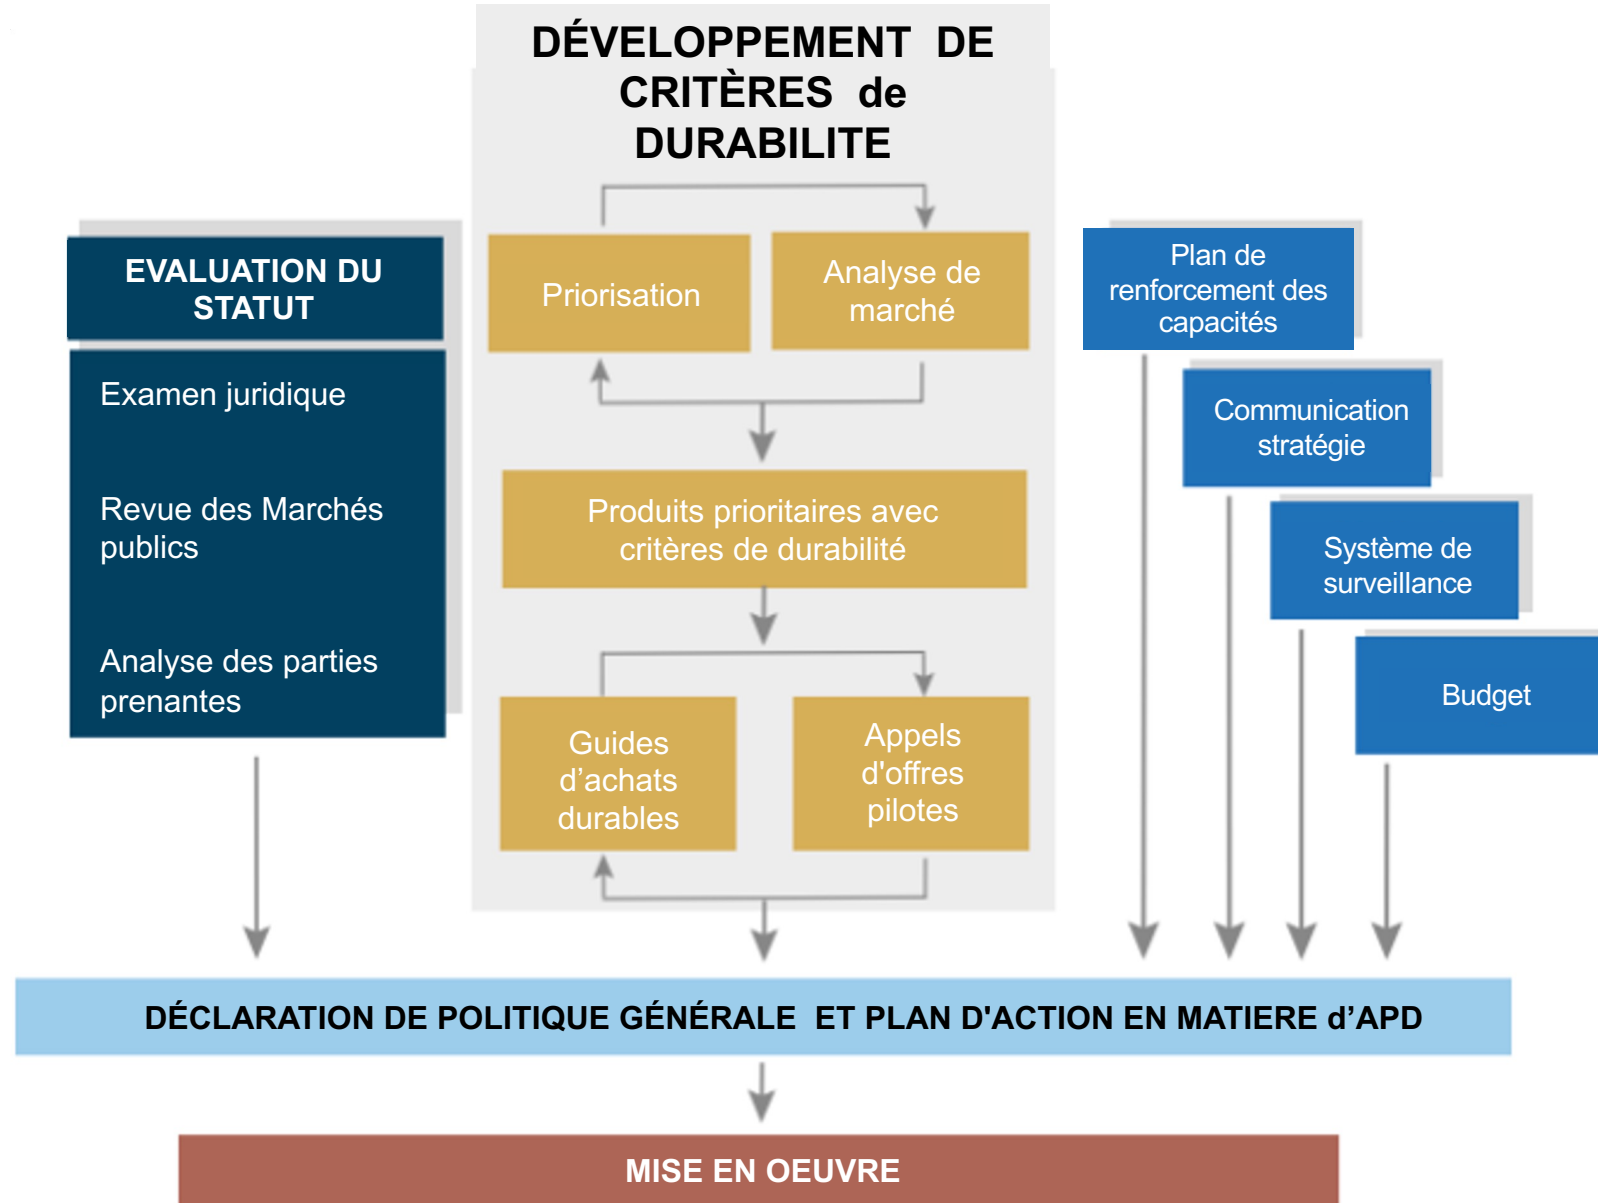 DÉVELOPPEMENT DE
CRITÈRES de
DURABILITE
EVALUATION DU
STATUT
Examen juridique
Revue des Marchés
publics
Analyse des parties
prenantes
Priorisation
Analyse de
marché
Produits prioritaires avec
critères de durabilité
Guides
d’achats
durables
Appels
d'offres
pilotes
Plan de
renforcement des
capacités
Communication
stratégie
Système de
surveillance
Budget
DÉCLARATION DE POLITIQUE GÉNÉRALE ET PLAN D'ACTION EN MATIERE d’APD
MISE EN OEUVRE